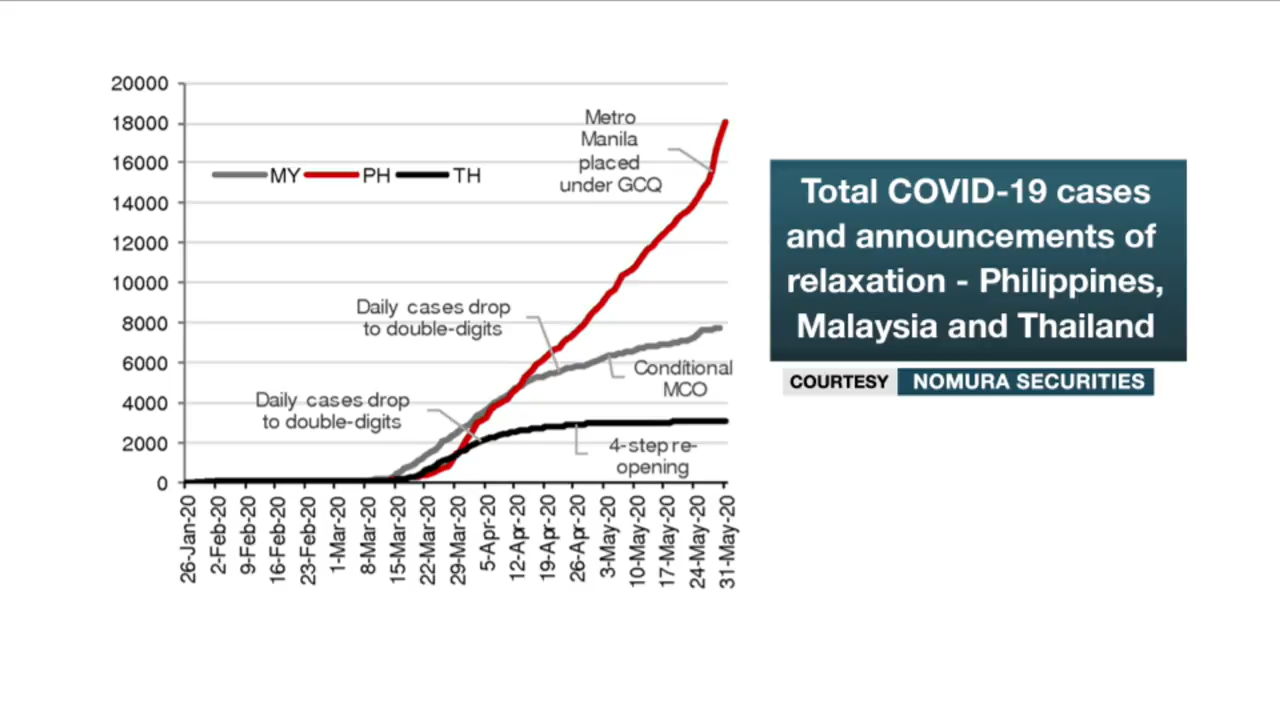 20000
18000
16000
14000
12000
10000
8000
6000
4000
2000
0
MY PH TH
Metro
Manila
placed
under GCQ
Daily cases drop
to double-digits
Conditional
MCO
Daily cases drop
to double-digits
4-step re-
opening
26-Jan-20
2-Feb-20
9-Feb-20
16-Feb-20
23-Feb-20
1-Mar-20
8-Mar-20
15-Mar-20
22-Mar-20
29-Mar-20
5-Apr-20
12-Apr-20
19-Apr-20
26-Apr-20
3-May-20
10-May-20
17-May-20
24-May-20
31-May-20
Total COVID-19 cases
and announcements of
relaxation - Philippines,
Malaysia and Thailand
COURTESY NOMURA SECURITIES